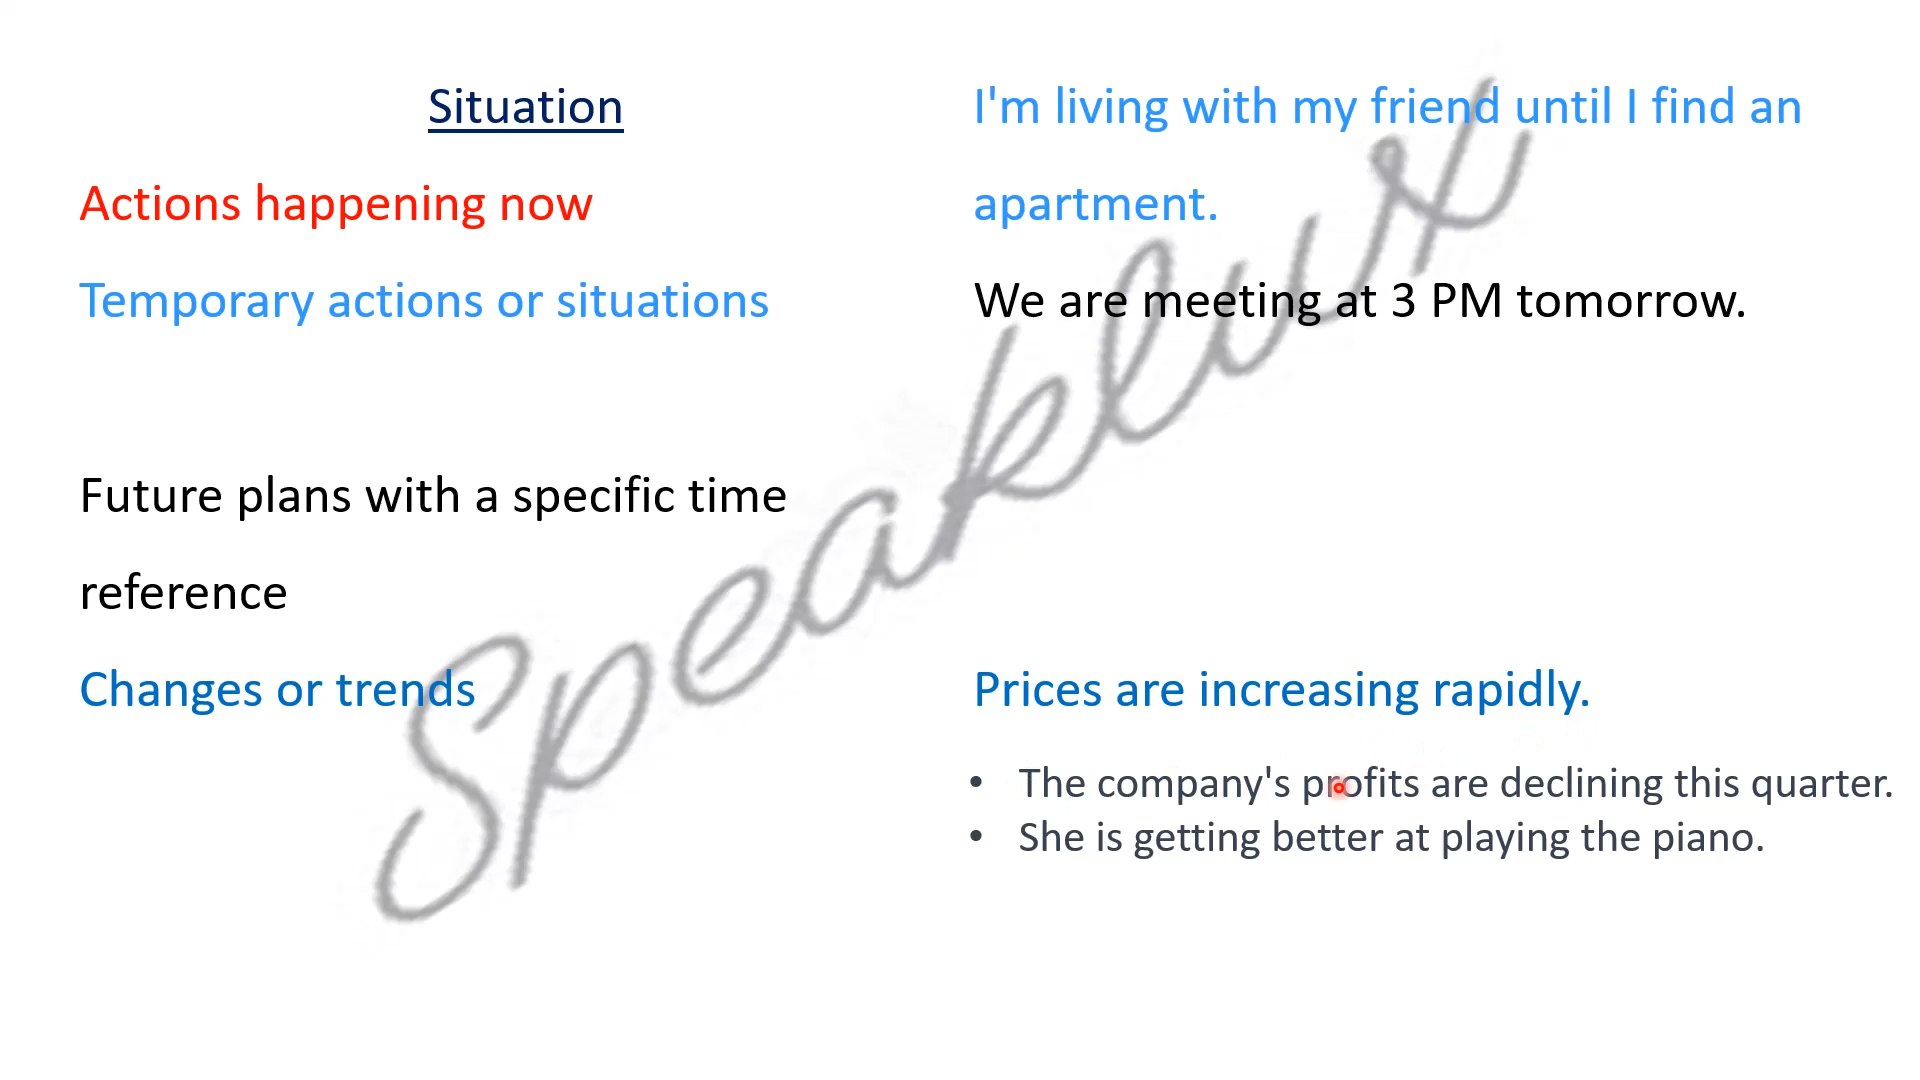 Situation
Actions happening now
Temporary actions or situations
Future plans with a specific time
reference
Changes or trends
I'm living with my friend until I find an
apartment.
We are meeting at 3 PM tomorrow.
Prices are increasing rapidly.
• The company's profits are declining this quarter.
• She is getting better at playing the piano.
Speaklux